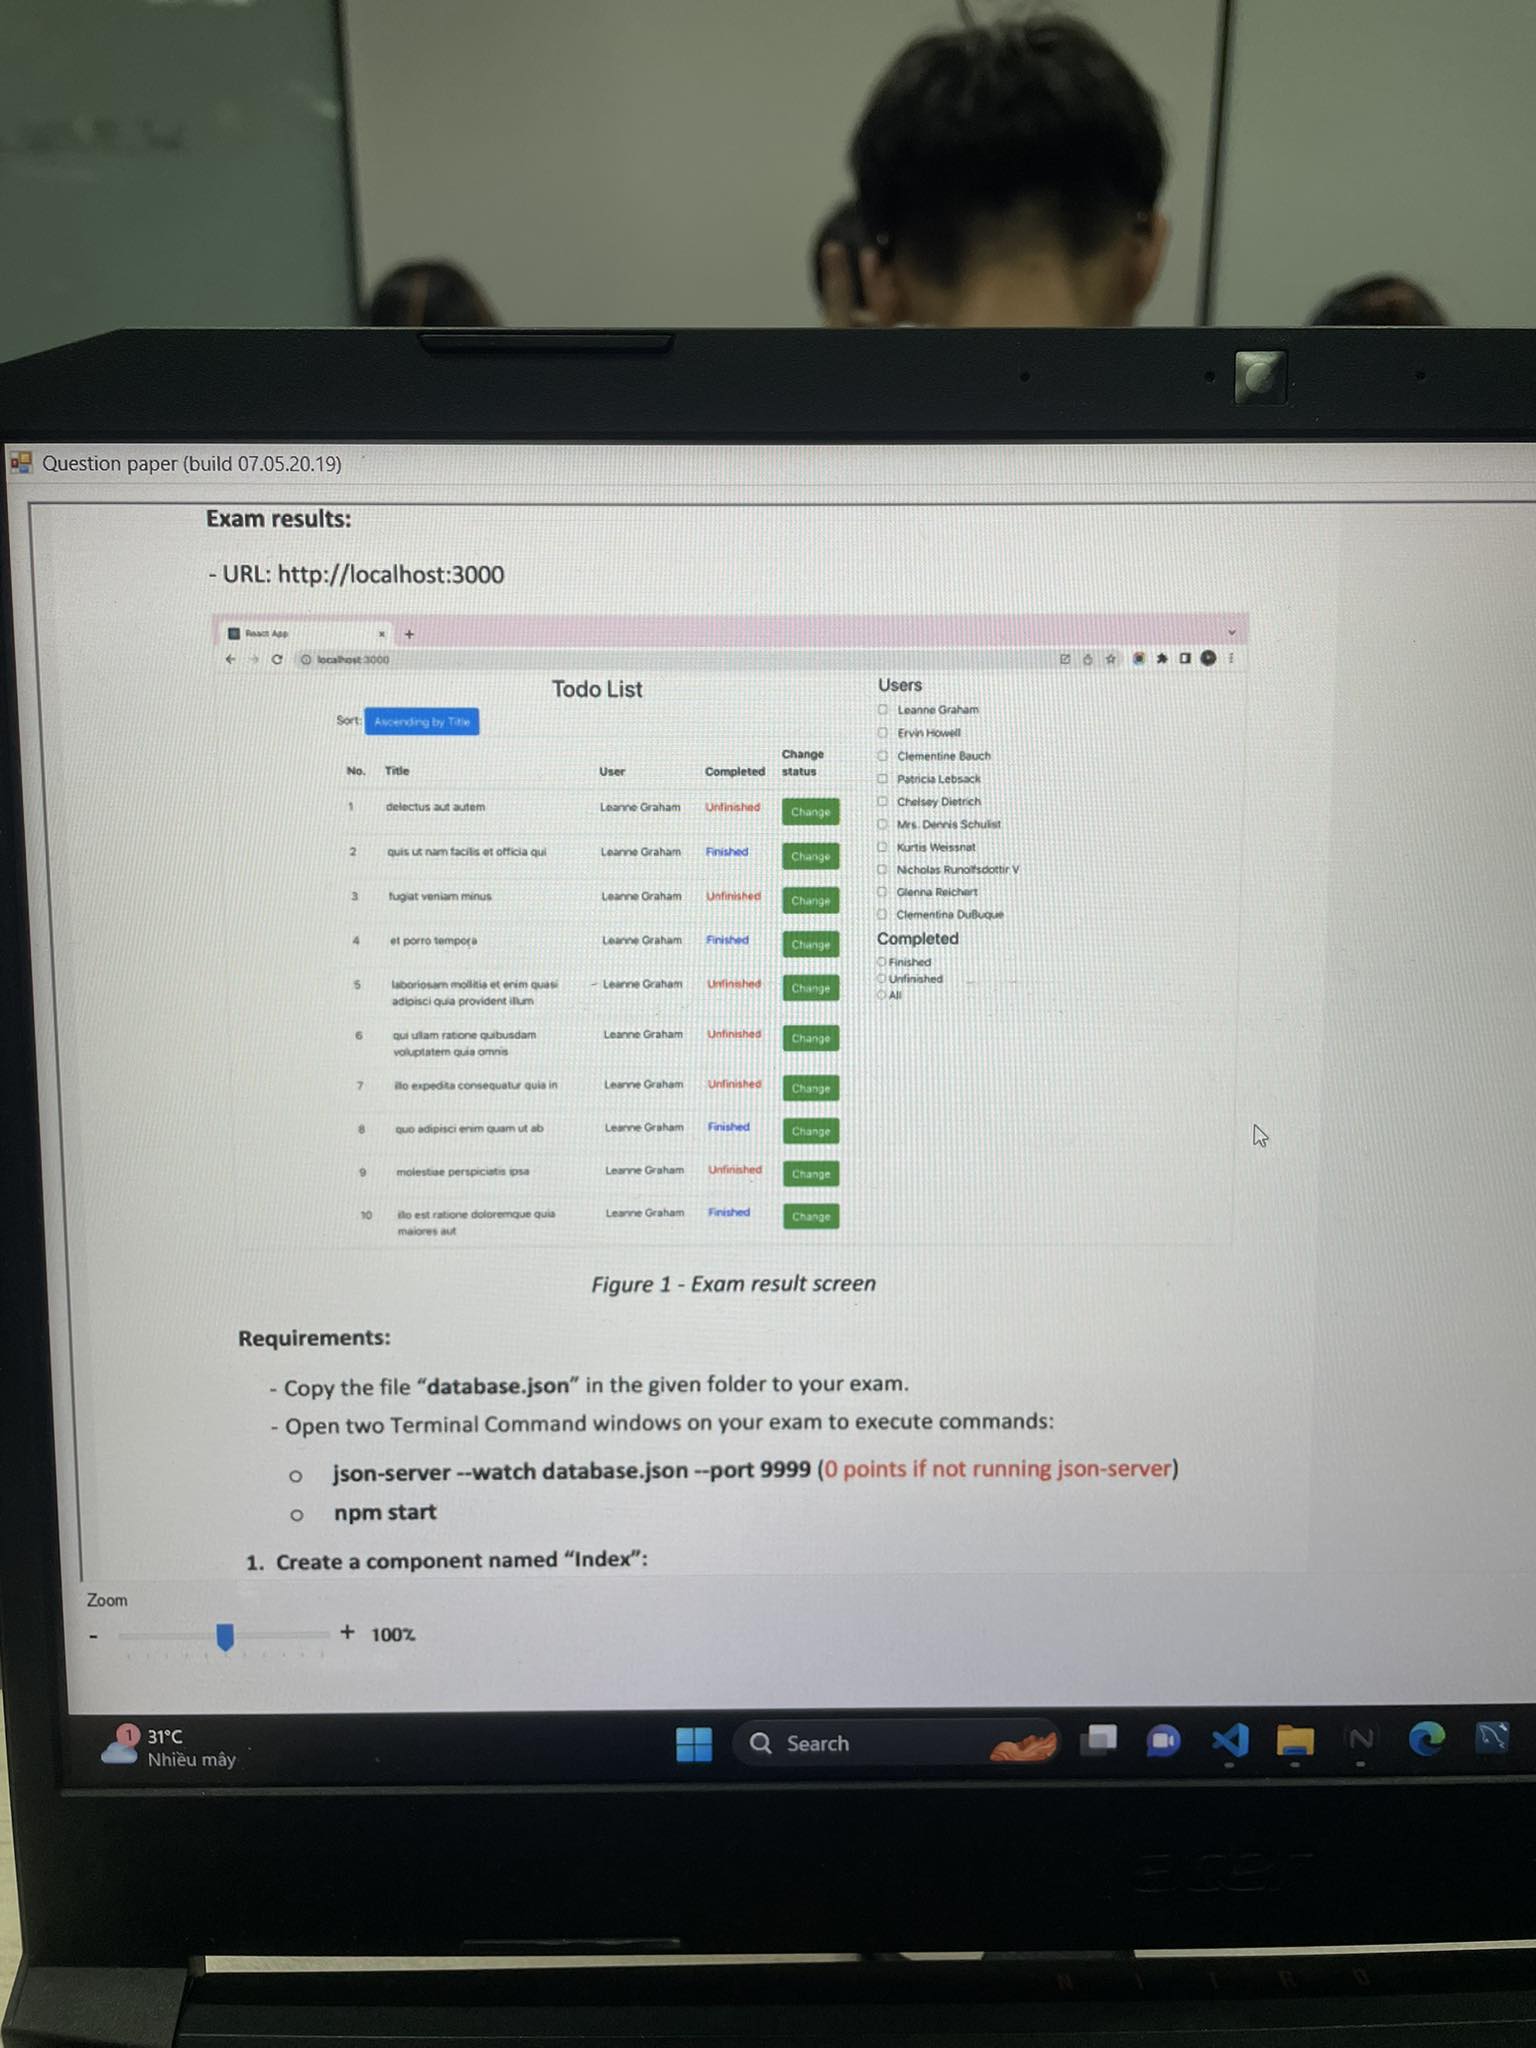 Question paper (build 07.05.20.19)
Exam results:
- URL: http://localhost:3000
React App
localhost:3000
Todo List
Sort: Ascending by Title
No. Title User Completed Change status
1 delectus aut autem Leanne Graham Unfinished Change
2 quis ut nam facilis et officia qui Leanne Graham Finished Change
3 fugiat veniam minus Leanne Graham Unfinished Change
4 et porro tempora Leanne Graham Finished Change
5 laboriosam mollitia et enim quasi Leanne Graham Unfinished Change
adipisci quia provident illum
6 qui ullam ratione quibusdam Leanne Graham Unfinished Change
voluptatem quia omnis
7 illo expedita consequatur quia in Leanne Graham Unfinished Change
8 quo adipisci enim quam ut ab Leanne Graham Finished Change
9 molestiae perspiciatis ipsa Leanne Graham Unfinished Change
10 illo est ratione doloremque quia Leanne Graham Finished Change
maiores aut
Users
Leanne Graham
Ervin Howell
Clementine Bauch
Patricia Lebsack
Chelsey Dietrich
Mrs. Dennis Schulist
Kurtis Weissnat
Nicholas Runolfsdottir V
Glenna Reichert
Clementina DuBuque
Completed
Finished
Unfinished
All
Figure 1 - Exam result screen
Requirements:
- Copy the file “database.json” in the given folder to your exam.
- Open two Terminal Command windows on your exam to execute commands:
o json-server --watch database.json --port 9999 (0 points if not running json-server)
o npm start
1. Create a component named “Index”:
Zoom
- + 100%
1 31°C
Nhiều mây
Search
acer
NITRO